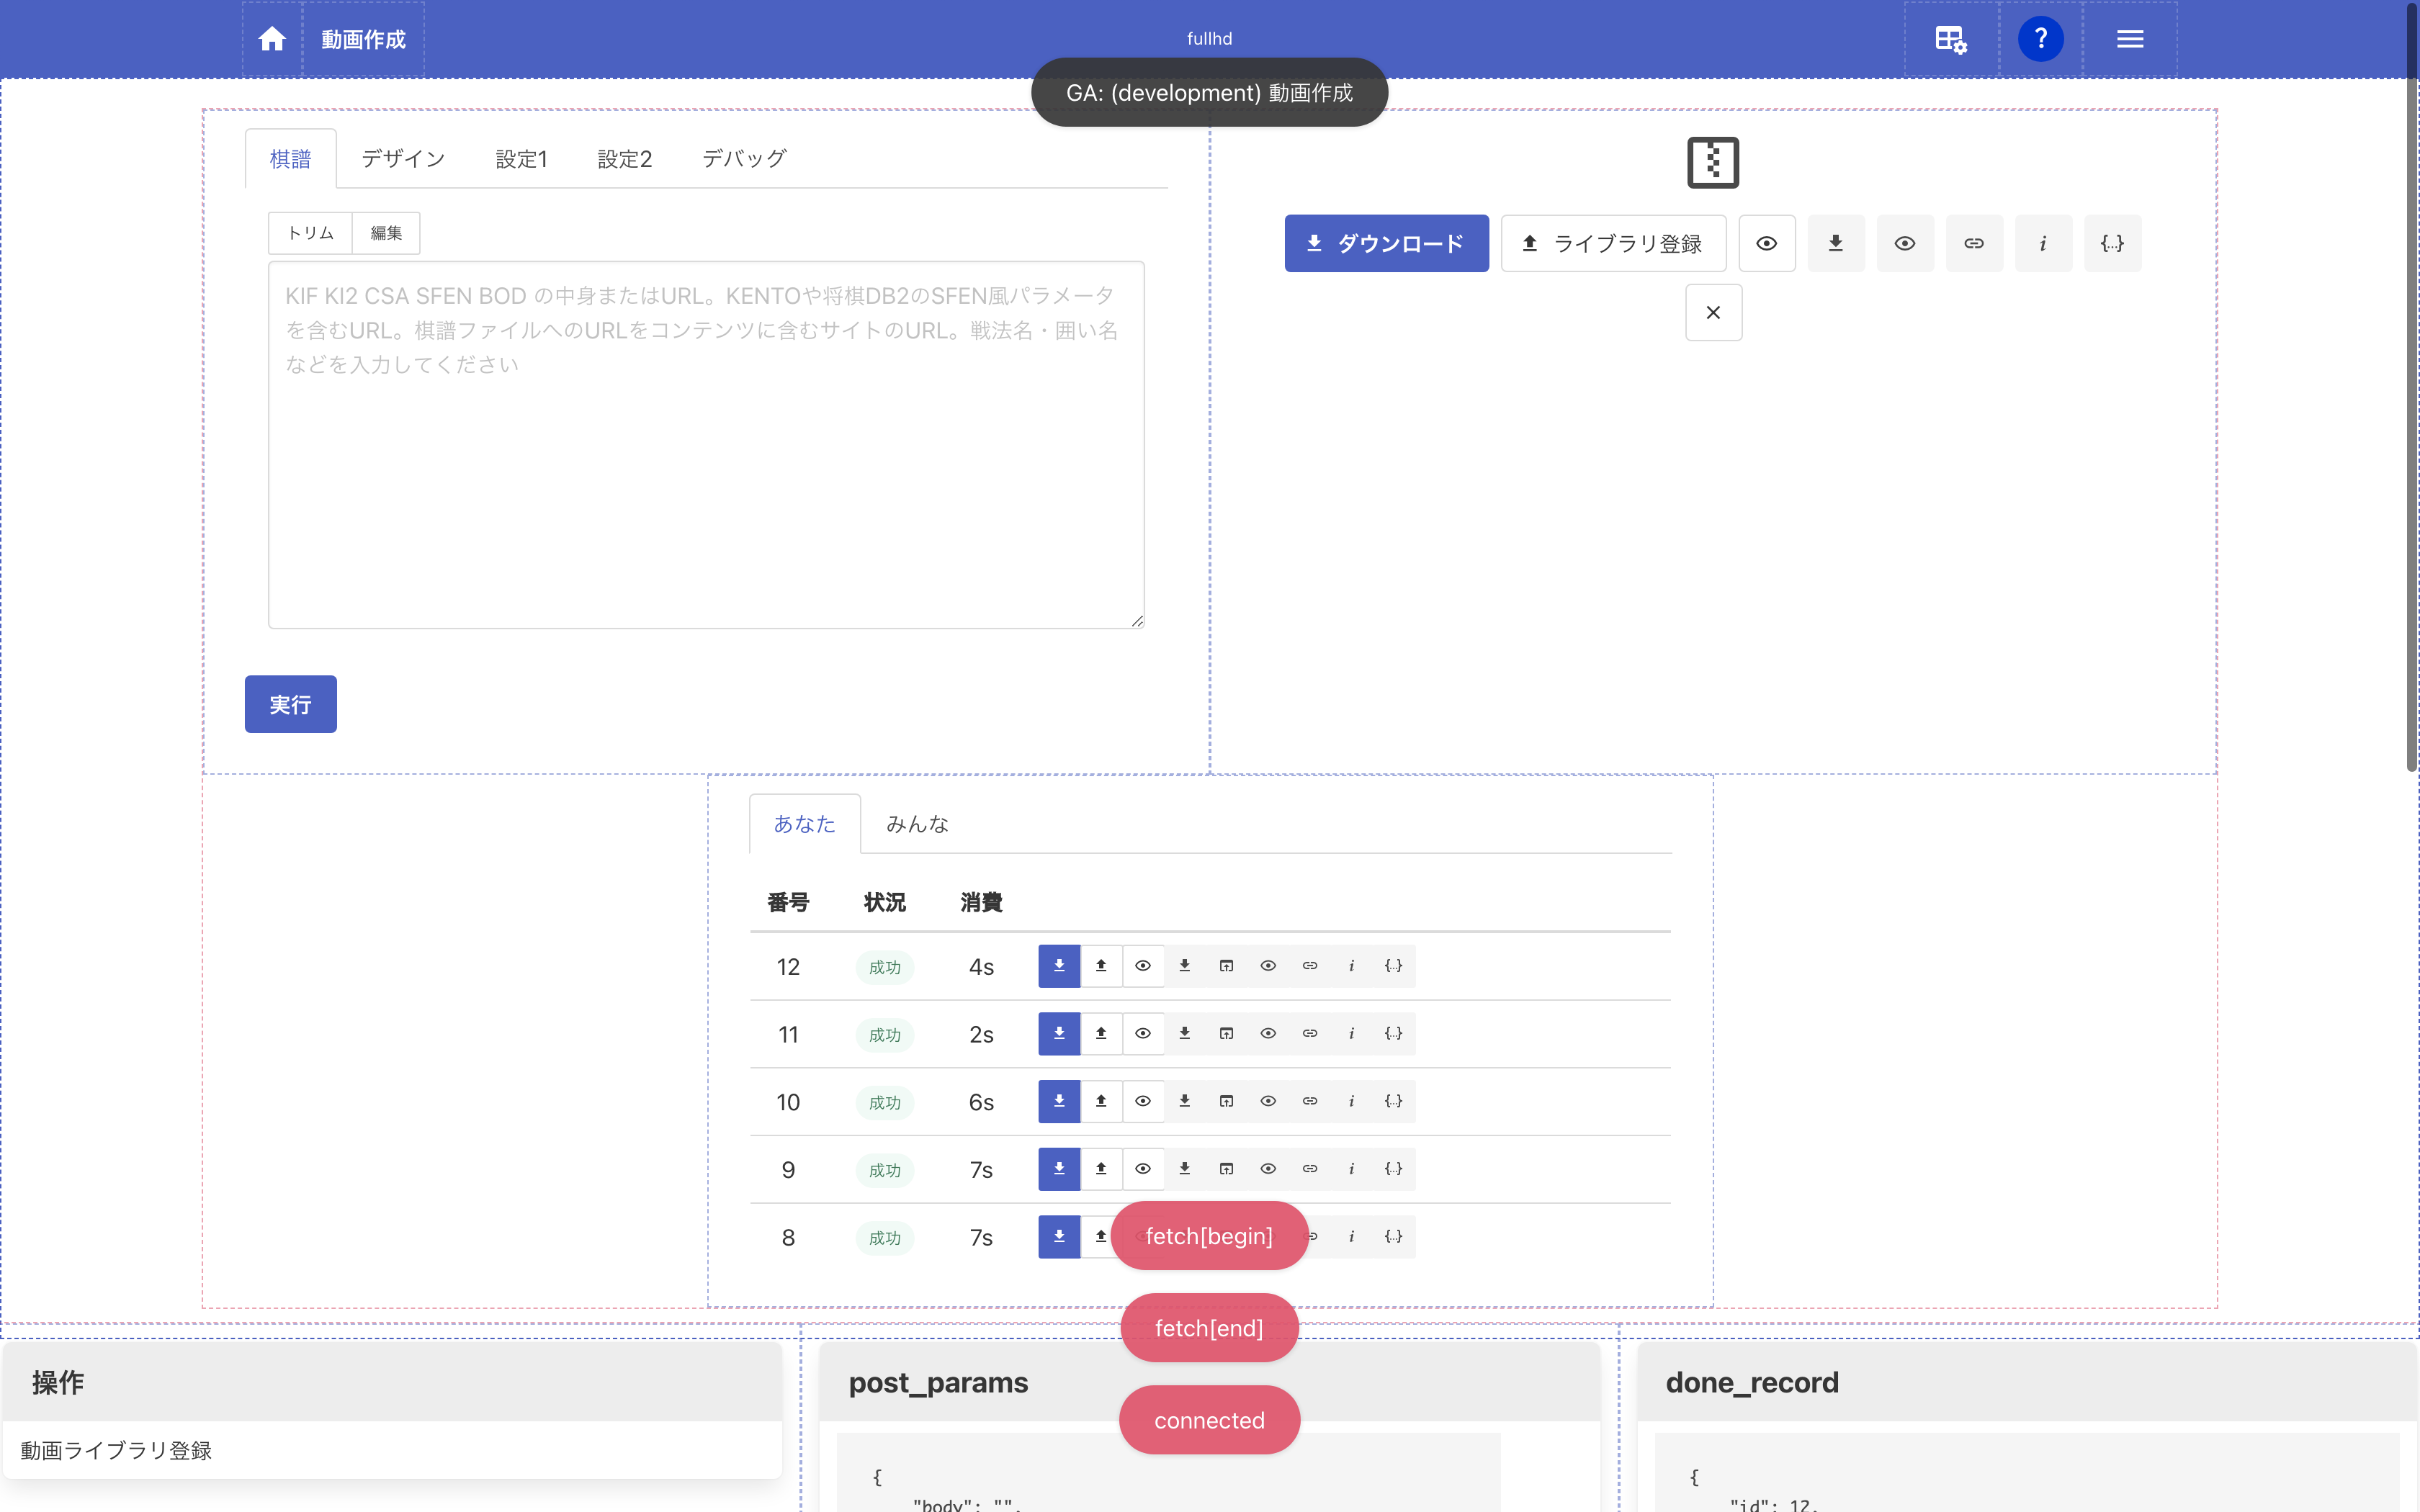 動画作成
fullhd
?
GA: (development) 動画作成
棋譜 デザイン 設定1 設定2 デバッグ
トリム 編集
KIF KI2 CSA SFEN BOD の中身またはURL。KENTOや将棋DB2のSFEN風パラメータ
を含むURL。棋譜ファイルへのURLをコンテンツに含むサイトのURL。戦法名・囲い名
などを入力してください
実行
ダウンロード ライブラリ登録 i {...}
あなた みんな
番号 状況 消費
12 成功 4s i {...}
11 成功 2s i {...}
10 成功 6s i {...}
9 成功 7s i {...}
8 成功 7s i {...}
fetch[begin]
fetch[end]
connected
操作
動画ライブラリ登録
post_params
{
"body": "",
done_record
{
"id": 12,